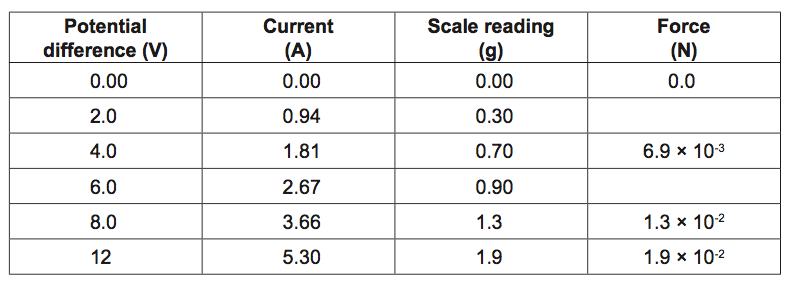 Potential difference (V) Current (A) Scale reading (g) Force (N)
0.00 0.00 0.00 0.0
2.0 0.94 0.30
4.0 1.81 0.70 6.9 × 10⁻³
6.0 2.67 0.90
8.0 3.66 1.3 1.3 × 10⁻²
12 5.30 1.9 1.9 × 10⁻²